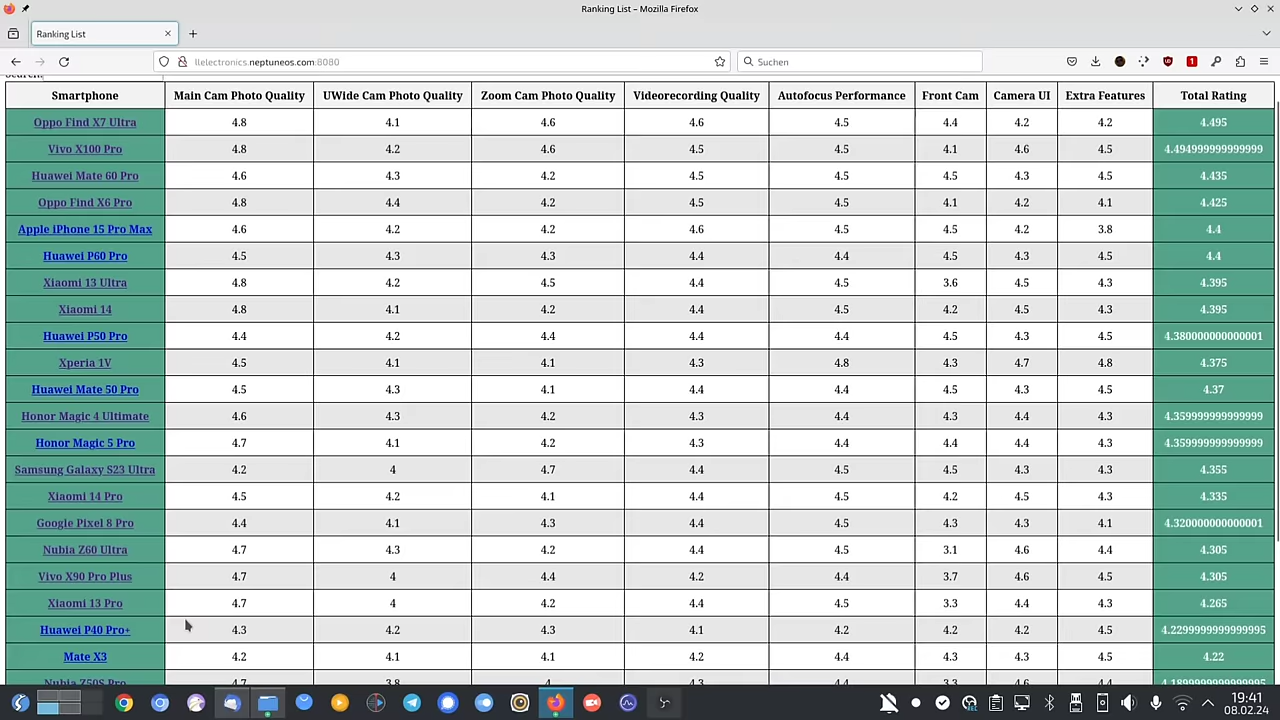 Ranking List – Mozilla Firefox
Ranking List
llelectronics.neptuneos.com:8080
Suchen
1
Smartphone Main Cam Photo Quality UWide Cam Photo Quality Zoom Cam Photo Quality Videorecording Quality Autofocus Performance Front Cam Camera UI Extra Features Total Rating
Oppo Find X7 Ultra 4.8 4.1 4.6 4.6 4.5 4.4 4.2 4.2 4.495
Vivo X100 Pro 4.8 4.2 4.6 4.5 4.5 4.1 4.6 4.5 4.494999999999999
Huawei Mate 60 Pro 4.6 4.3 4.2 4.5 4.5 4.5 4.3 4.5 4.435
Oppo Find X6 Pro 4.8 4.4 4.2 4.5 4.5 4.1 4.2 4.1 4.425
Apple iPhone 15 Pro Max 4.6 4.2 4.2 4.6 4.5 4.5 4.2 3.8 4.4
Huawei P60 Pro 4.5 4.3 4.3 4.4 4.4 4.5 4.3 4.5 4.4
Xiaomi 13 Ultra 4.8 4.2 4.5 4.4 4.5 3.6 4.5 4.3 4.395
Xiaomi 14 4.8 4.1 4.2 4.4 4.5 4.2 4.5 4.3 4.395
Huawei P50 Pro 4.4 4.2 4.4 4.4 4.4 4.5 4.3 4.5 4.380000000000001
Xperia 1V 4.5 4.1 4.1 4.3 4.8 4.3 4.7 4.8 4.375
Huawei Mate 50 Pro 4.5 4.3 4.1 4.4 4.4 4.5 4.3 4.5 4.37
Honor Magic 4 Ultimate 4.6 4.3 4.2 4.3 4.4 4.3 4.4 4.3 4.359999999999999
Honor Magic 5 Pro 4.7 4.1 4.2 4.3 4.4 4.4 4.4 4.3 4.359999999999999
Samsung Galaxy S23 Ultra 4.2 4 4.7 4.4 4.5 4.5 4.3 4.3 4.355
Xiaomi 14 Pro 4.5 4.2 4.1 4.4 4.5 4.2 4.5 4.3 4.335
Google Pixel 8 Pro 4.4 4.1 4.3 4.4 4.5 4.3 4.3 4.1 4.320000000000001
Nubia Z60 Ultra 4.7 4.3 4.2 4.4 4.5 3.1 4.6 4.4 4.305
Vivo X90 Pro Plus 4.7 4 4.4 4.2 4.4 3.7 4.6 4.5 4.305
Xiaomi 13 Pro 4.7 4 4.2 4.4 4.5 3.3 4.4 4.3 4.265
Huawei P40 Pro+ 4.3 4.2 4.3 4.1 4.2 4.2 4.2 4.5 4.2299999999999995
Mate X3 4.2 4.1 4.1 4.2 4.4 4.3 4.3 4.5 4.22
Nubia Z50S Pro 4.7 3.8 4 4.3 4.4 3.3 4.6 4.4
19:41
08.02.24